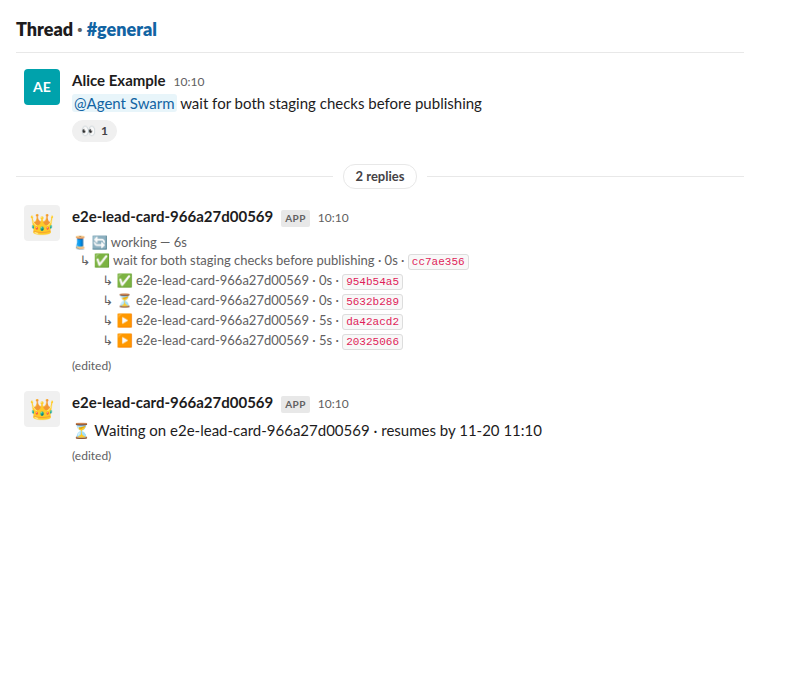 Thread · #general
AE
Alice Example 10:10
@Agent Swarm wait for both staging checks before publishing
👀 1
2 replies
e2e-lead-card-966a27d00569 APP 10:10
🧵 🔄 working — 6s
↳ ✅ wait for both staging checks before publishing · 0s · cc7ae356
↳ ✅ e2e-lead-card-966a27d00569 · 0s · 954b54a5
↳ ⏳ e2e-lead-card-966a27d00569 · 0s · 5632b289
↳ ▶️ e2e-lead-card-966a27d00569 · 5s · da42acd2
↳ ▶️ e2e-lead-card-966a27d00569 · 5s · 20325066
(edited)
e2e-lead-card-966a27d00569 APP 10:10
⏳ Waiting on e2e-lead-card-966a27d00569 · resumes by 11-20 11:10
(edited)